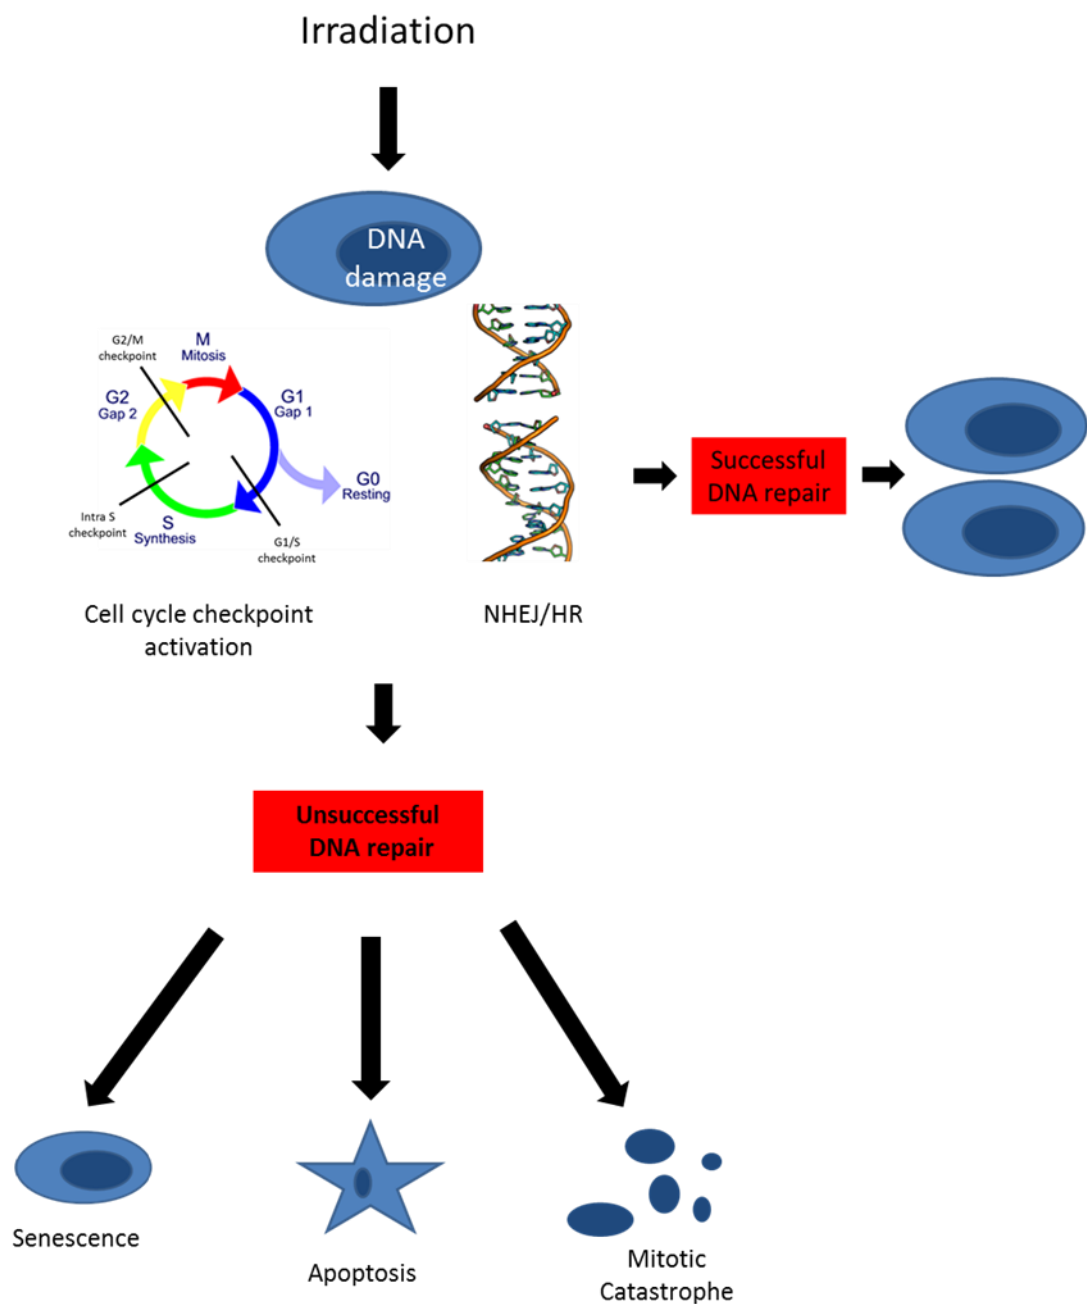 Irradiation
DNA
damage
G2/M
checkpoint
M
Mitosis
G2
Gap 2
G1
Gap 1
G0
Resting
Intra S
checkpoint
S
Synthesis
G1/S
checkpoint
Successful
DNA repair
Cell cycle checkpoint
activation
NHEJ/HR
Unsuccessful
DNA repair
Senescence
Apoptosis
Mitotic
Catastrophe